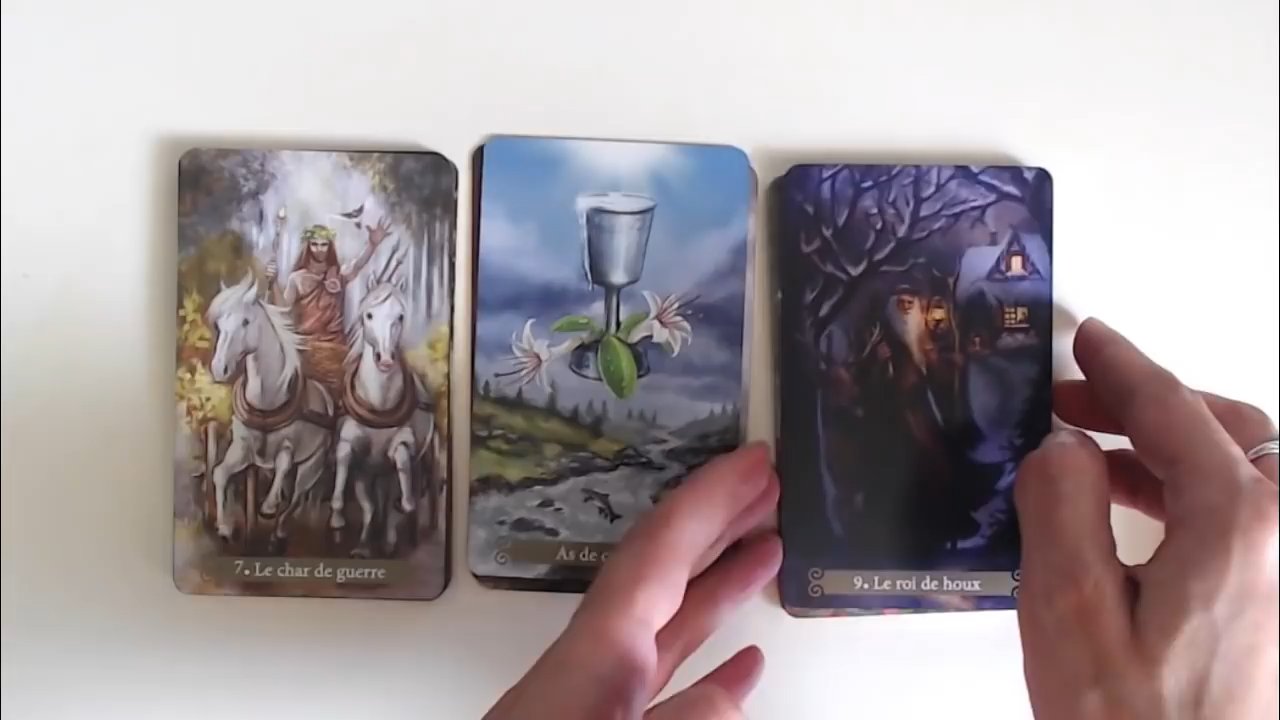 7. Le char de guerre
As de
9. Le roi de houx